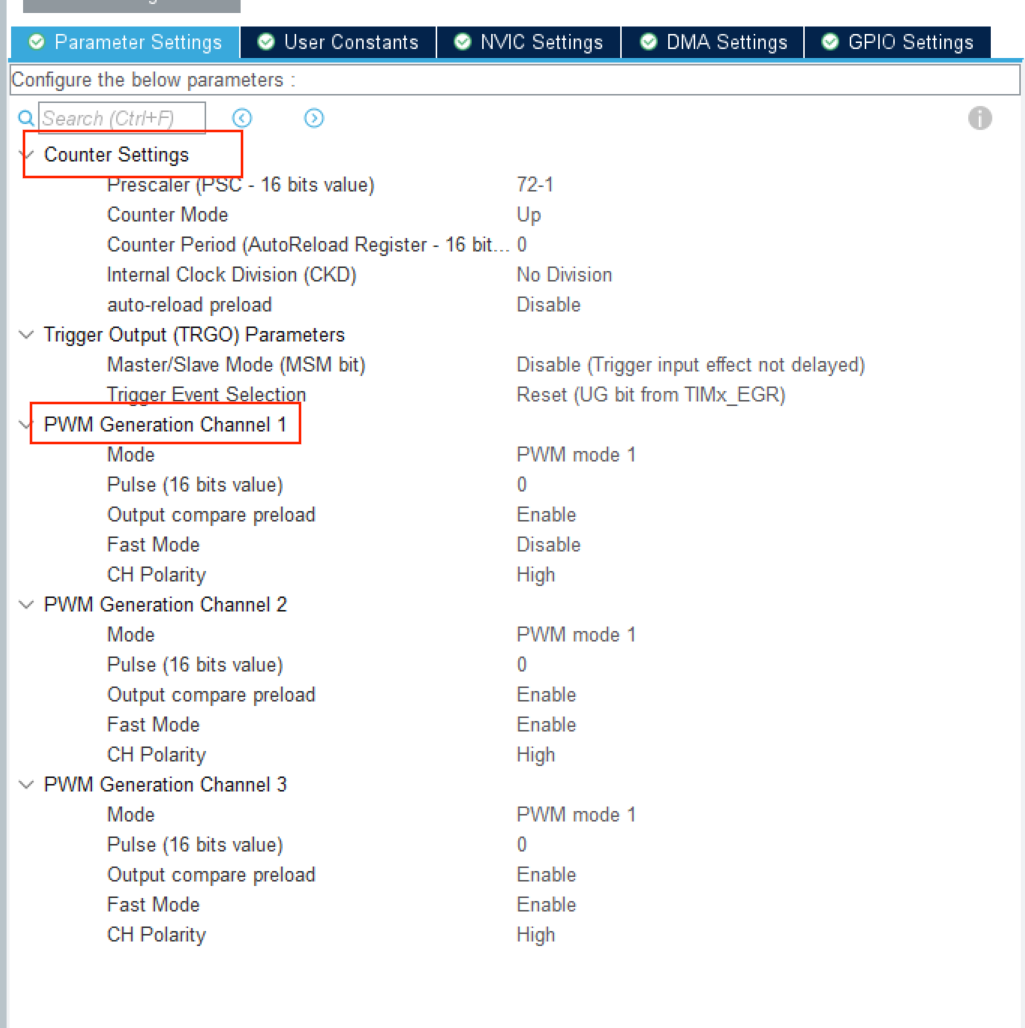 Parameter Settings User Constants NVIC Settings DMA Settings GPIO Settings
Configure the below parameters :
Search (Ctrl+F)
Counter Settings
Prescaler (PSC - 16 bits value) 72-1
Counter Mode Up
Counter Period (AutoReload Register - 16 bit... 0
Internal Clock Division (CKD) No Division
auto-reload preload Disable
Trigger Output (TRGO) Parameters
Master/Slave Mode (MSM bit) Disable (Trigger input effect not delayed)
Trigger Event Selection Reset (UG bit from TIMx_EGR)
PWM Generation Channel 1
Mode PWM mode 1
Pulse (16 bits value) 0
Output compare preload Enable
Fast Mode Disable
CH Polarity High
PWM Generation Channel 2
Mode PWM mode 1
Pulse (16 bits value) 0
Output compare preload Enable
Fast Mode Enable
CH Polarity High
PWM Generation Channel 3
Mode PWM mode 1
Pulse (16 bits value) 0
Output compare preload Enable
Fast Mode Enable
CH Polarity High